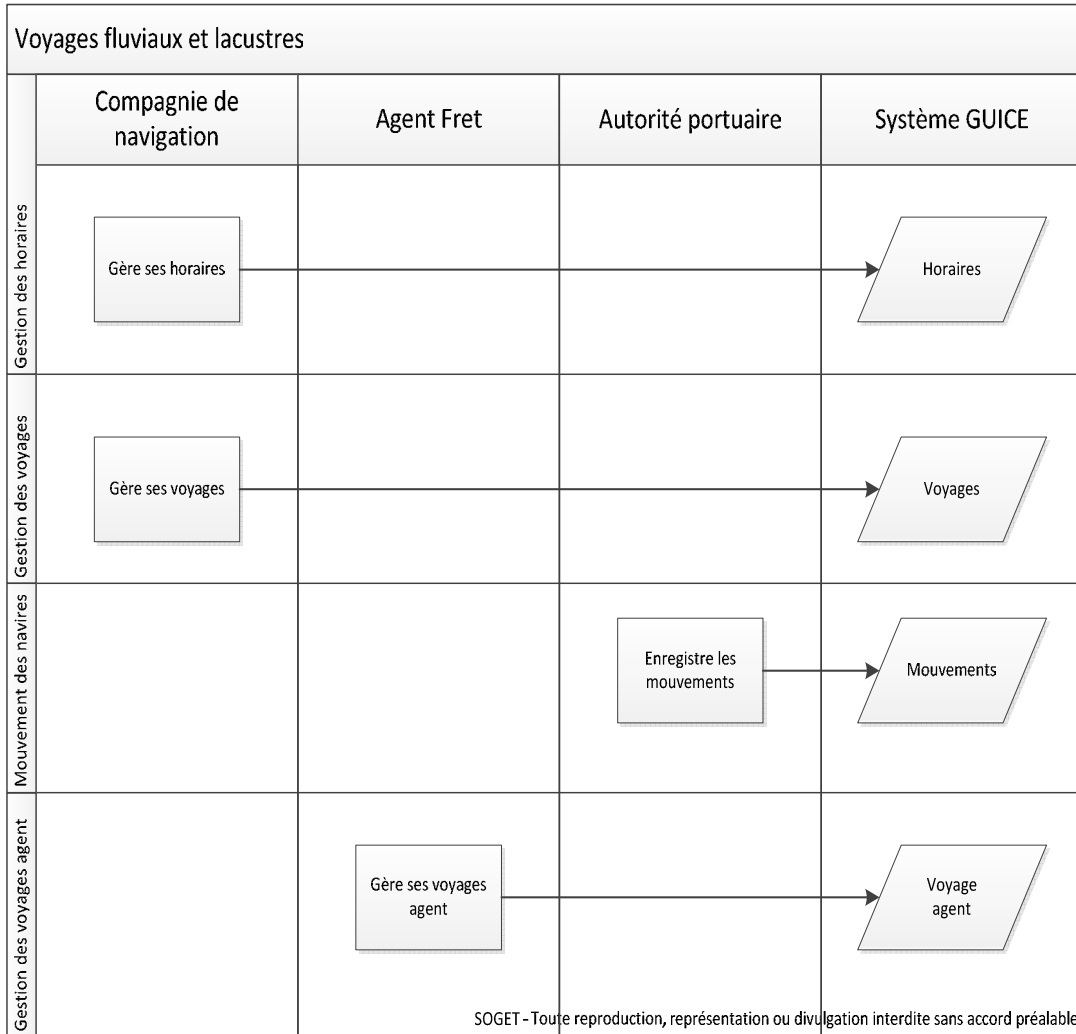 Voyages fluviaux et lacustres
Compagnie de
navigation
Agent Fret
Autorité portuaire
Système GUICE
Gestion des horaires
Gère ses horaires
Horaires
Gestion des voyages
Gère ses voyages
Voyages
Mouvement des navires
Enregistre les
mouvements
Mouvements
Gestion des voyages agent
Gère ses voyages
agent
Voyage
agent
SOGET - Toute reproduction, représentation ou divulgation interdite sans accord préalable